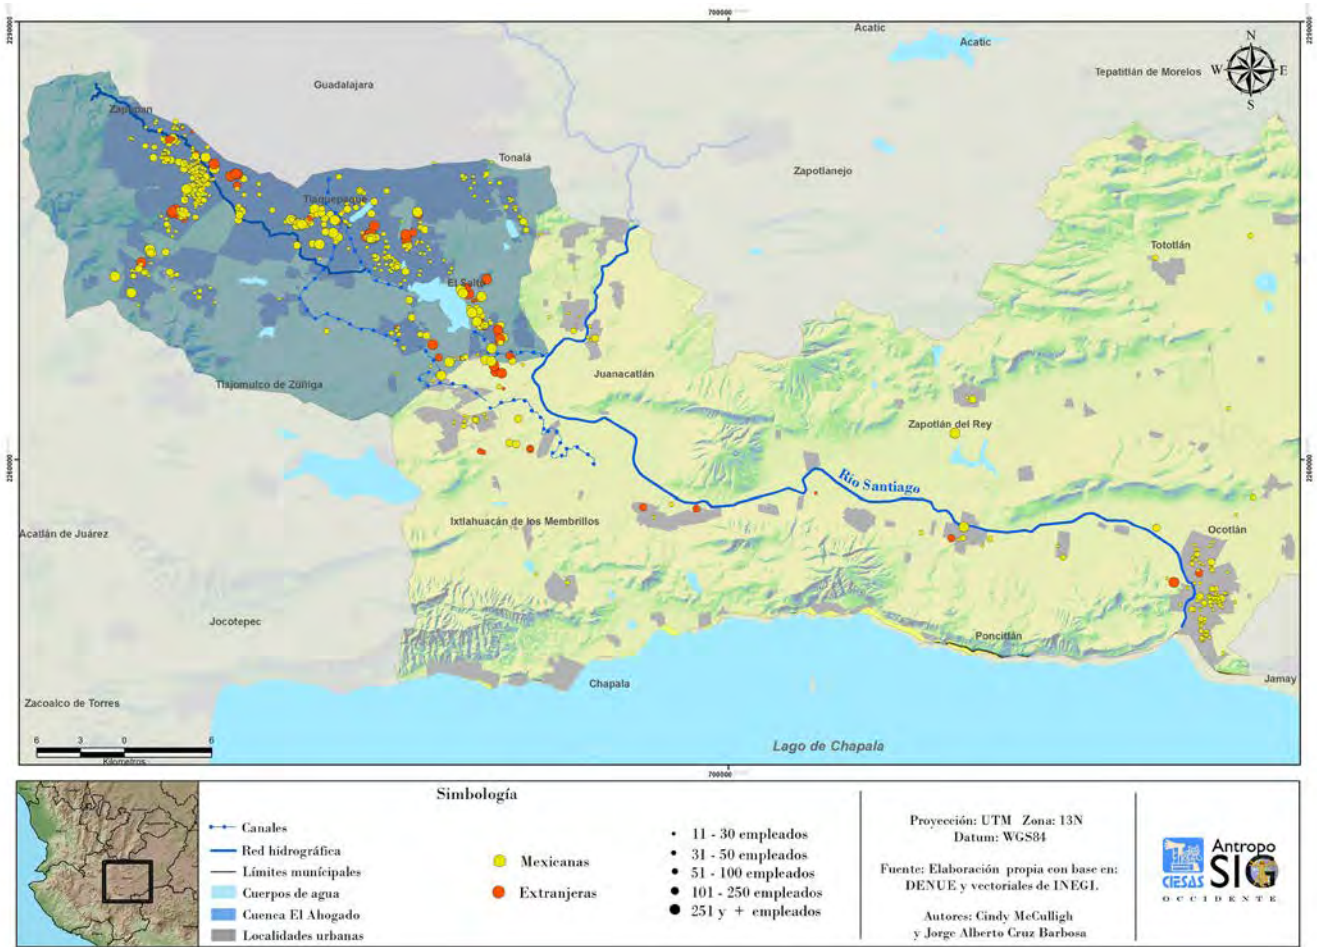 700000
2290000
2290000
Acatic
Acatic
N
W E
S
Tepatitlán de Morelos
Guadalajara
Zapopan
Tonalá
Zapotlanejo
Tlaquepaque
Tototlán
El Salto
Juanacatlán
Tlajomulco de Zúñiga
Zapotlán del Rey
2260000
2260000
Río Santiago
Ixtlahuacán de los Membrillos
Ocotlán
Acatlán de Juárez
Jocotepec
Poncitlán
Chapala
Jamay
Zacoalco de Torres
Lago de Chapala
6 3 0 6
Kilómetros
700000
Simbología
Canales
Red hidrográfica
Límites munícipales
Cuerpos de agua
Cuenca El Ahogado
Localidades urbanas
Mexicanas
Extranjeras
11 - 30 empleados
31 - 50 empleados
51 - 100 empleados
101 - 250 empleados
251 y + empleados
Proyección: UTM Zona: 13N
Datum: WGS84
Fuente: Elaboración propia con base en:
DENUE y vectoriales de INEGI.
Autores: Cindy McCulligh
y Jorge Alberto Cruz Barbosa
CIESAS
Antropo
SIG
OCCIDENTE